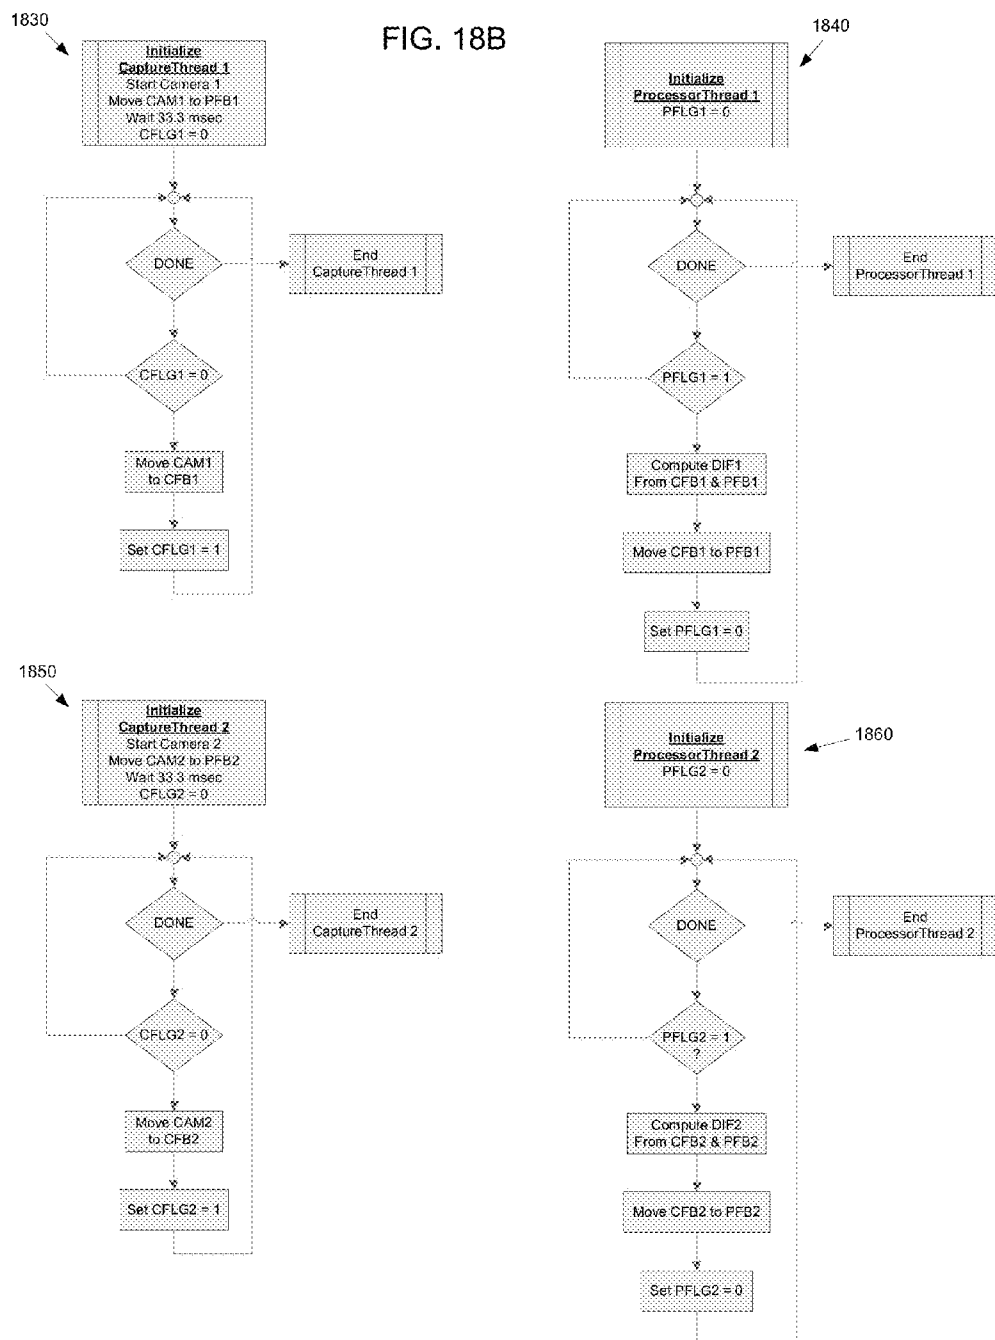 FIG. 18B
1830
Initialize
CaptureThread 1
Start Camera 1
Move CAM1 to PFB1
Wait 33.3 msec
CFLG1 = 0
DONE
End
CaptureThread 1
CFLG1 = 0
Move CAM1
to CFB1
Set CFLG1 = 1
1840
Initialize
ProcessorThread 1
PFLG1 = 0
DONE
End
ProcessorThread 1
PFLG1 = 1
Compute DIF1
From CFB1 & PFB1
Move CFB1 to PFB1
Set PFLG1 = 0
1850
Initialize
CaptureThread 2
Start Camera 2
Move CAM2 to PFB2
Wait 33.3 msec
CFLG2 = 0
DONE
End
CaptureThread 2
CFLG2 = 0
Move CAM2
to CFB2
Set CFLG2 = 1
1860
Initialize
ProcessorThread 2
PFLG2 = 0
DONE
End
ProcessorThread 2
PFLG2 = 1
?
Compute DIF2
From CFB2 & PFB2
Move CFB2 to PFB2
Set PFLG2 = 0